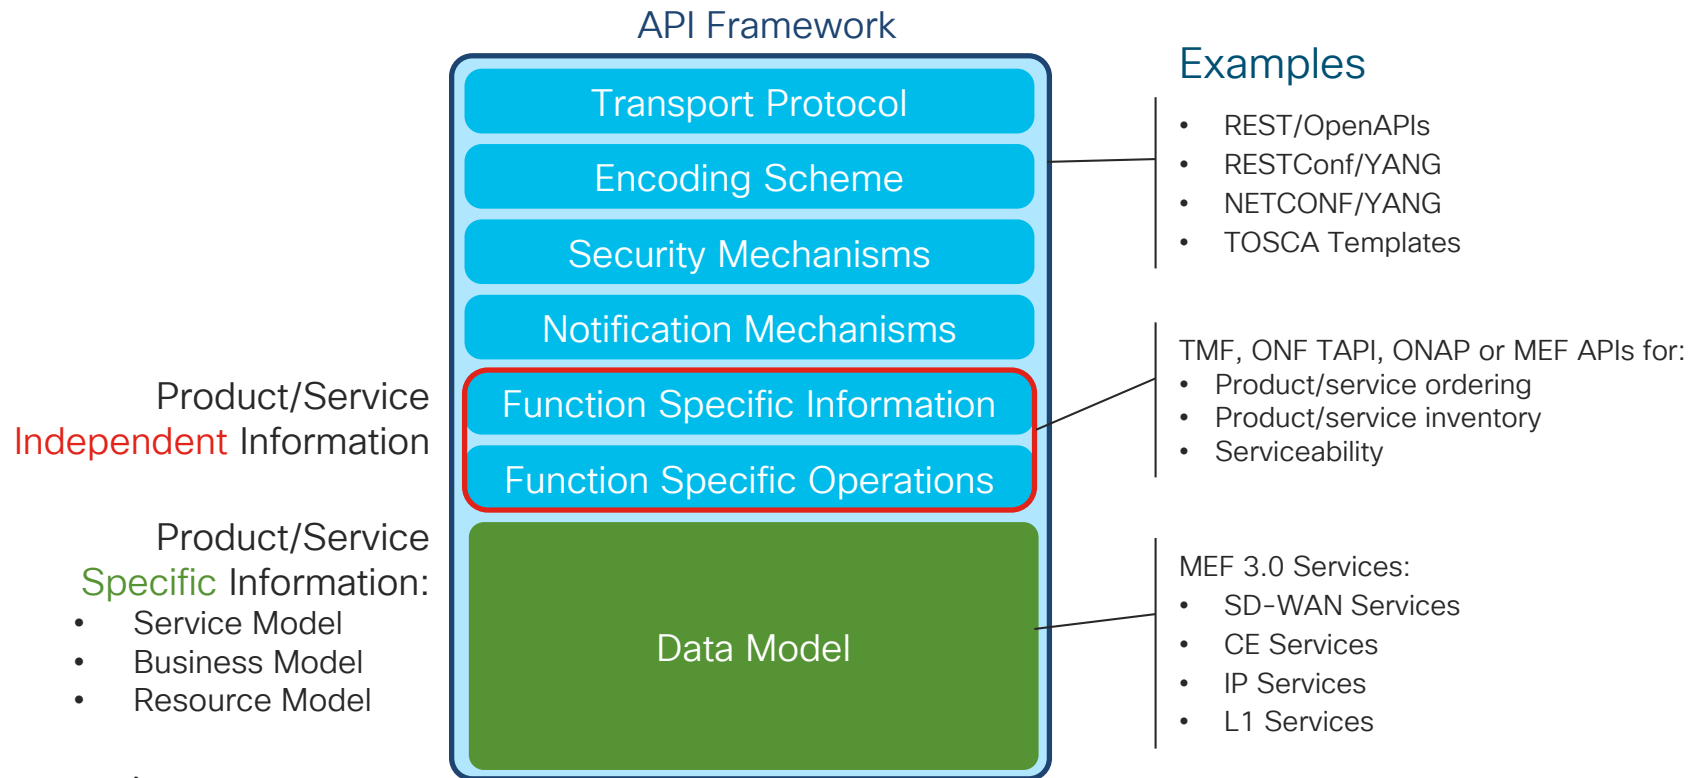 API Framework
Transport Protocol
Encoding Scheme
Security Mechanisms
Notification Mechanisms
Function Specific Information
Function Specific Operations
Data Model
Product/Service
Independent Information
Product/Service
Specific Information:
• Service Model
• Business Model
• Resource Model
Examples
• REST/OpenAPIs
• RESTConf/YANG
• NETCONF/YANG
• TOSCA Templates
TMF, ONF TAPI, ONAP or MEF APIs for:
• Product/service ordering
• Product/service inventory
• Serviceability
MEF 3.0 Services:
• SD-WAN Services
• CE Services
• IP Services
• L1 Services